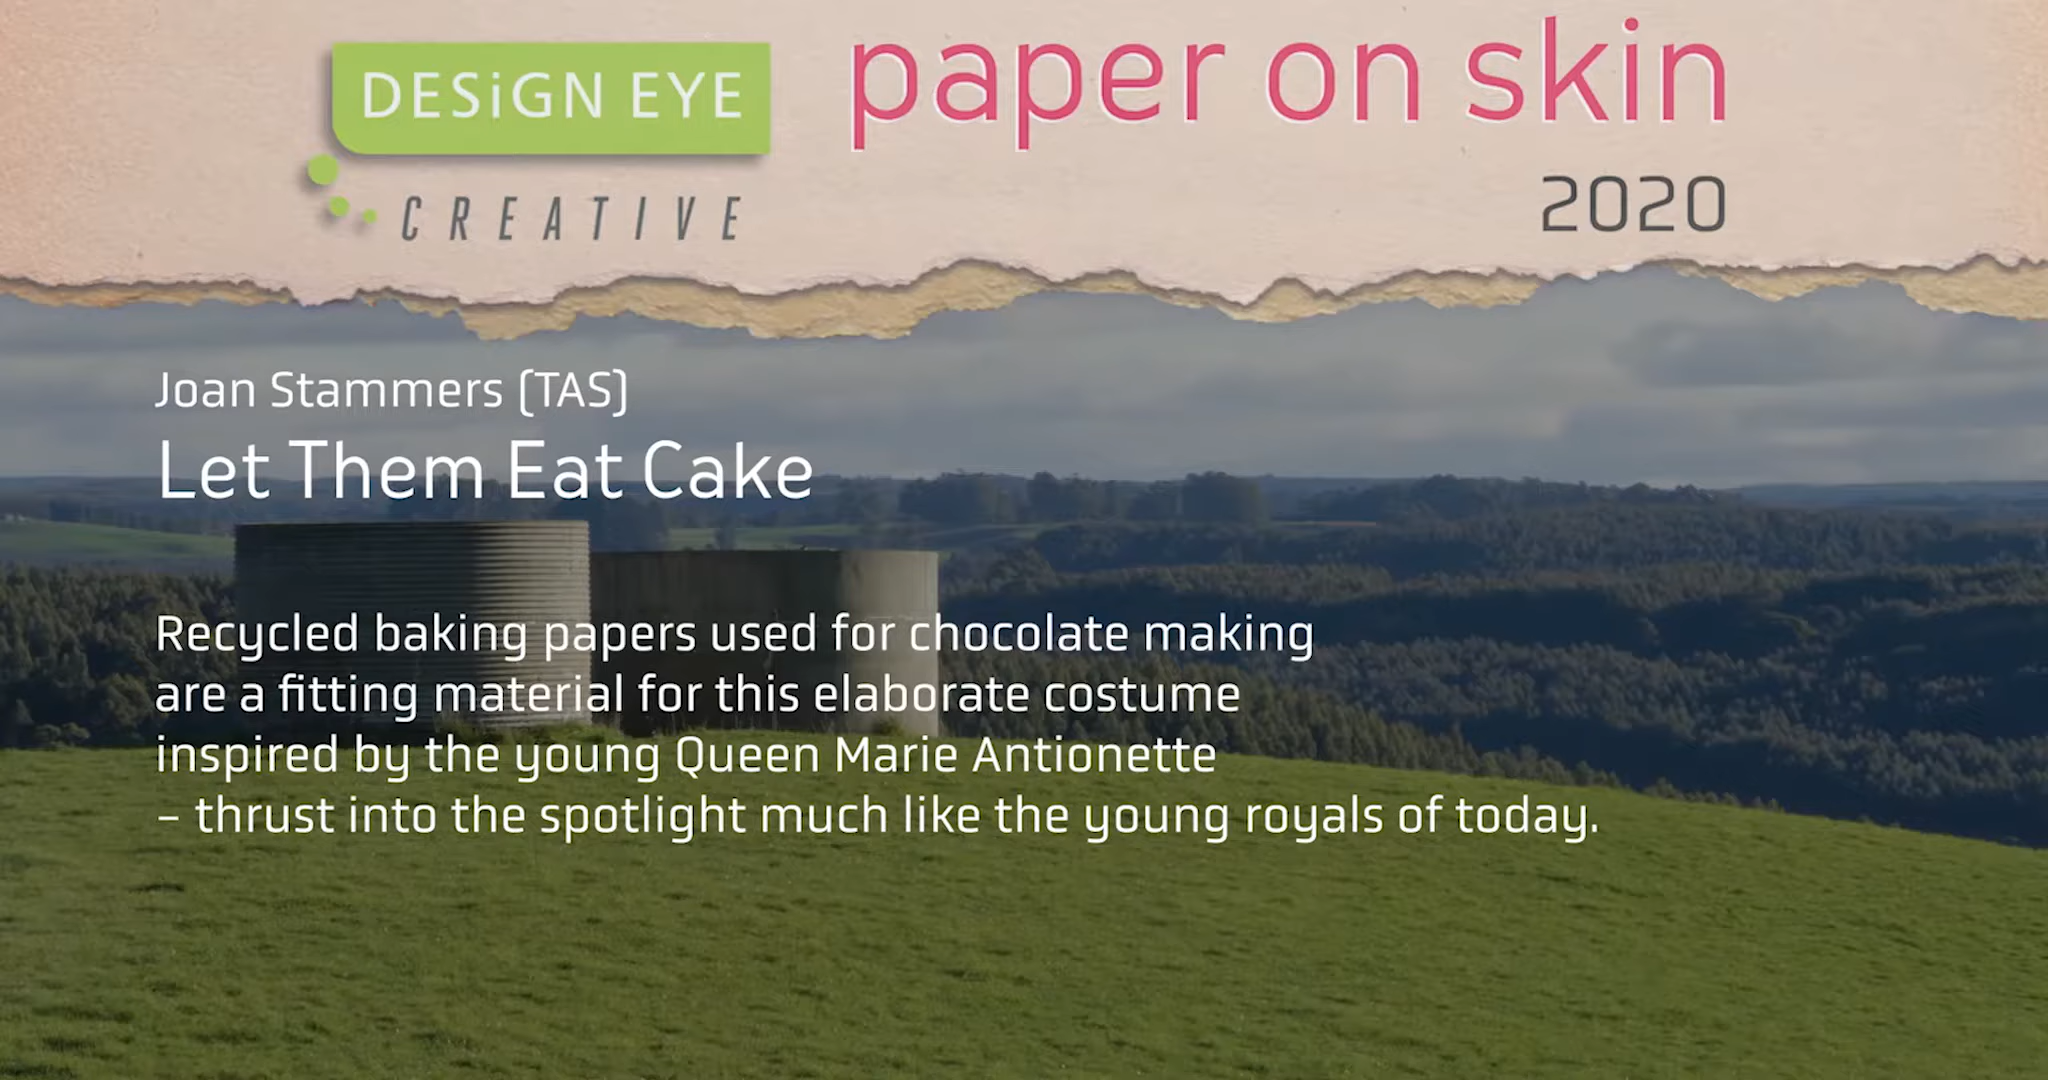 DESiGN EYE
CREATIVE
paper on skin
2020
Joan Stammers (TAS)
Let Them Eat Cake
Recycled baking papers used for chocolate making
are a fitting material for this elaborate costume
inspired by the young Queen Marie Antionette
– thrust into the spotlight much like the young royals of today.